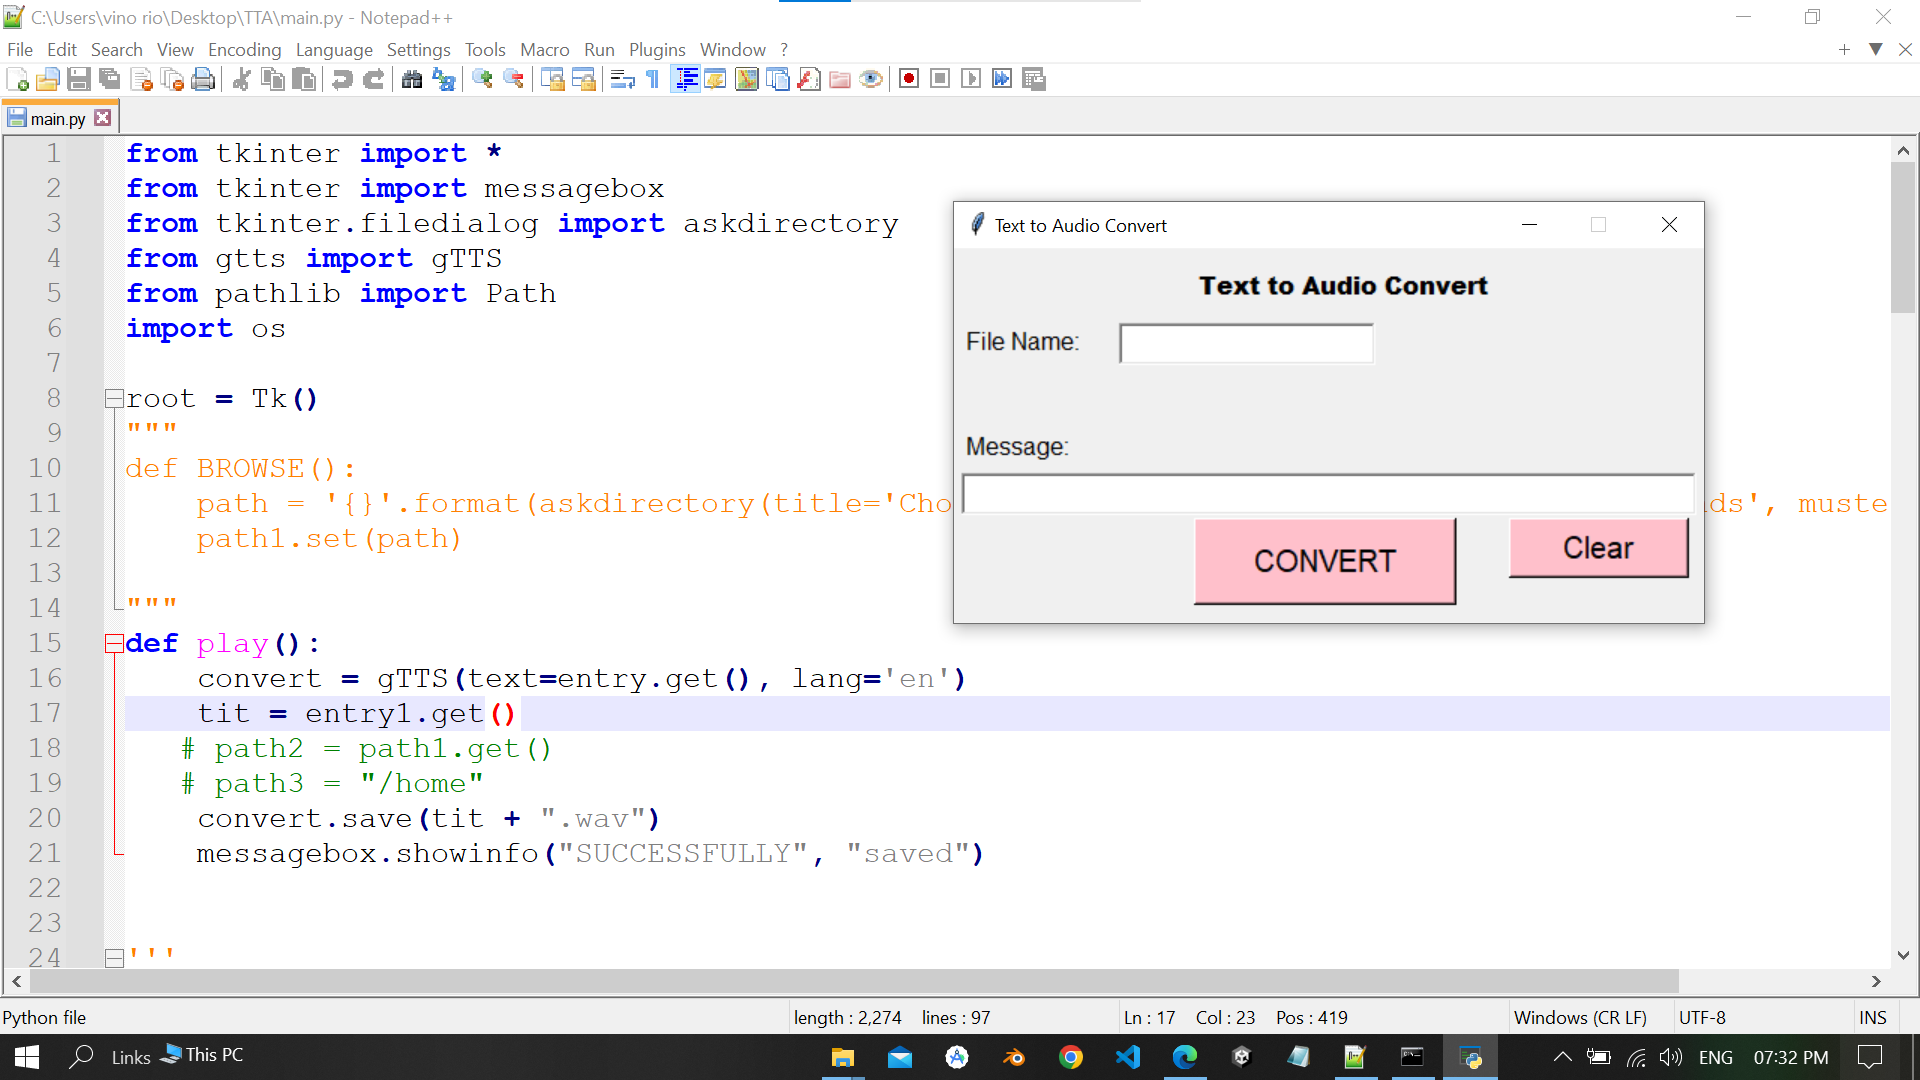 C:\Users\vino rio\Desktop\TTA\main.py - Notepad++
File Edit Search View Encoding Language Settings Tools Macro Run Plugins Window ?
main.py
1 from tkinter import *
2 from tkinter import messagebox
3 from tkinter.filedialog import askdirectory
4 from gtts import gTTS
5 from pathlib import Path
6 import os
7
8 root = Tk()
9 """
10 def BROWSE():
11 path = '{}'.format(askdirectory(title='Cho ds', muste
12 path1.set(path)
13
14 """
15 def play():
16 convert = gTTS(text=entry.get(), lang='en')
17 tit = entry1.get()
18 # path2 = path1.get()
19 # path3 = "/home"
20 convert.save(tit + ".wav")
21 messagebox.showinfo("SUCCESSFULLY", "saved")
22
23
24 '''
Text to Audio Convert
Text to Audio Convert
File Name:
Message:
CONVERT Clear
Python file length : 2,274 lines : 97 Ln : 17 Col : 23 Pos : 419 Windows (CR LF) UTF-8 INS
Links This PC ENG 07:32 PM